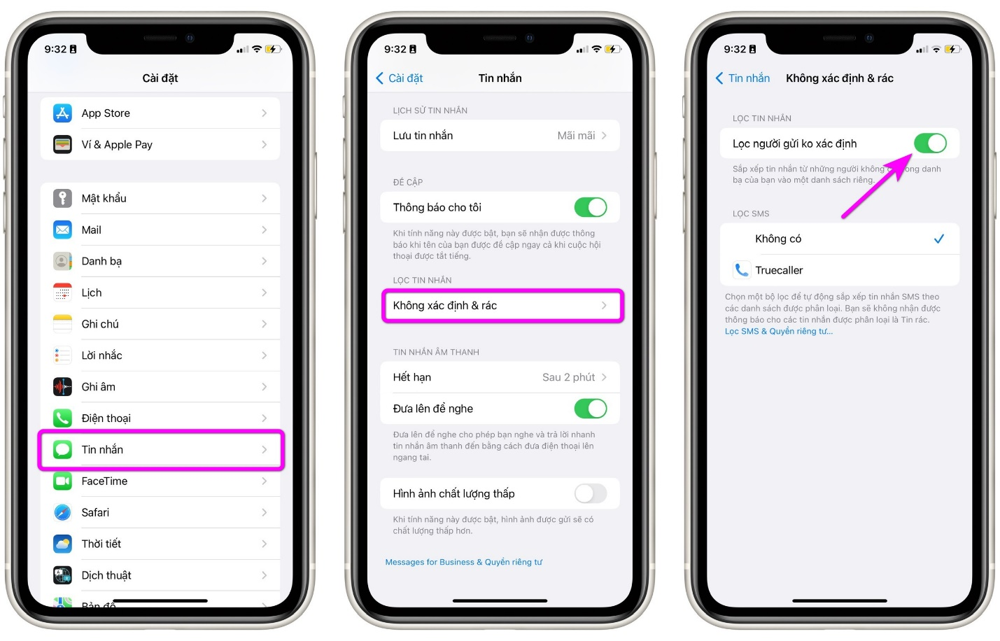 9:32
Cài đặt
App Store
Ví & Apple Pay
Mật khẩu
Mail
Danh bạ
Lịch
Ghi chú
Lời nhắc
Ghi âm
Điện thoại
Tin nhắn
FaceTime
Safari
Thời tiết
Dịch thuật
Bản đồ
9:32
Cài đặt
Tin nhắn
LỊCH SỬ TIN NHẮN
Lưu tin nhắn Mãi mãi
ĐỀ CẬP
Thông báo cho tôi
Khi tính năng này được bật, bạn sẽ nhận được thông
báo khi tên của bạn được đề cập ngay cả khi cuộc hội
thoại được tắt tiếng.
LỌC TIN NHẮN
Không xác định & rác
TIN NHẮN ÂM THANH
Hết hạn Sau 2 phút
Đưa lên để nghe
Đưa lên để nghe cho phép bạn nghe và trả lời nhanh
tin nhắn âm thanh đến bằng cách đưa điện thoại lên
ngang tai.
Hình ảnh chất lượng thấp
Khi tính năng này được bật, hình ảnh được gửi sẽ có
chất lượng thấp hơn.
Messages for Business & Quyền riêng tư
9:32
Tin nhắn
Không xác định & rác
LỌC TIN NHẮN
Lọc người gửi ko xác định
Sắp xếp tin nhắn từ những người không có trong danh
bạ của bạn vào một danh sách riêng.
LỌC SMS
Không có
Truecaller
Chọn một bộ lọc để tự động sắp xếp tin nhắn SMS theo
các danh sách được phân loại. Bạn sẽ không nhận được
thông báo cho các tin nhắn được phân loại là Tin rác.
Lọc SMS & Quyền riêng tư...